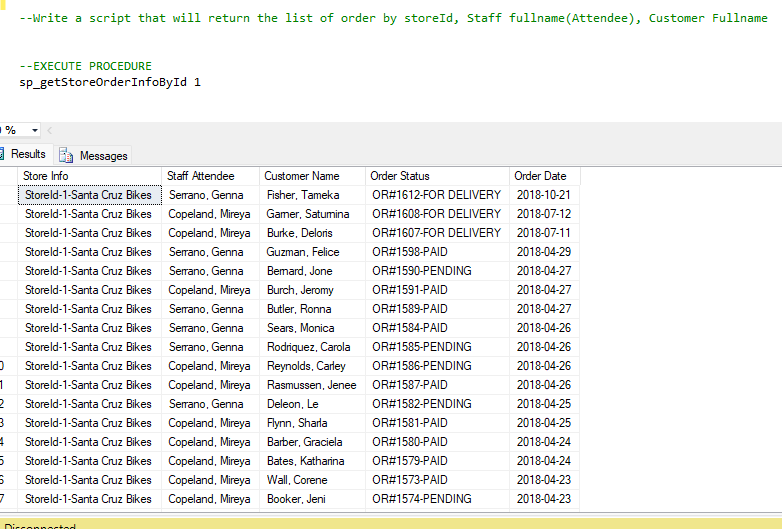 --Write a script that will return the list of order by storeId, Staff fullname(Attendee), Customer Fullname
--EXECUTE PROCEDURE
sp_getStoreOrderInfoById 1
%
Results Messages
Store Info Staff Attendee Customer Name Order Status Order Date
StoreId-1-Santa Cruz Bikes Serrano, Genna Fisher, Tameka OR#1612-FOR DELIVERY 2018-10-21
StoreId-1-Santa Cruz Bikes Copeland, Mireya Garner, Saturnina OR#1608-FOR DELIVERY 2018-07-12
StoreId-1-Santa Cruz Bikes Copeland, Mireya Burke, Deloris OR#1607-FOR DELIVERY 2018-07-11
StoreId-1-Santa Cruz Bikes Serrano, Genna Guzman, Felice OR#1598-PAID 2018-04-29
StoreId-1-Santa Cruz Bikes Serrano, Genna Bernard, Jone OR#1590-PENDING 2018-04-27
StoreId-1-Santa Cruz Bikes Copeland, Mireya Burch, Jeromy OR#1591-PAID 2018-04-27
StoreId-1-Santa Cruz Bikes Serrano, Genna Butler, Ronna OR#1589-PAID 2018-04-27
StoreId-1-Santa Cruz Bikes Serrano, Genna Sears, Monica OR#1584-PAID 2018-04-26
StoreId-1-Santa Cruz Bikes Serrano, Genna Rodriquez, Carola OR#1585-PENDING 2018-04-26
0 StoreId-1-Santa Cruz Bikes Copeland, Mireya Reynolds, Carley OR#1586-PENDING 2018-04-26
1 StoreId-1-Santa Cruz Bikes Copeland, Mireya Rasmussen, Jenee OR#1587-PAID 2018-04-26
2 StoreId-1-Santa Cruz Bikes Serrano, Genna Deleon, Le OR#1582-PENDING 2018-04-25
3 StoreId-1-Santa Cruz Bikes Copeland, Mireya Flynn, Sharla OR#1581-PAID 2018-04-25
4 StoreId-1-Santa Cruz Bikes Copeland, Mireya Barber, Graciela OR#1580-PAID 2018-04-24
5 StoreId-1-Santa Cruz Bikes Copeland, Mireya Bates, Katharina OR#1579-PAID 2018-04-24
6 StoreId-1-Santa Cruz Bikes Copeland, Mireya Wall, Corene OR#1573-PAID 2018-04-23
7 StoreId-1-Santa Cruz Bikes Copeland, Mireya Booker, Jeni OR#1574-PENDING 2018-04-23
Disconnected